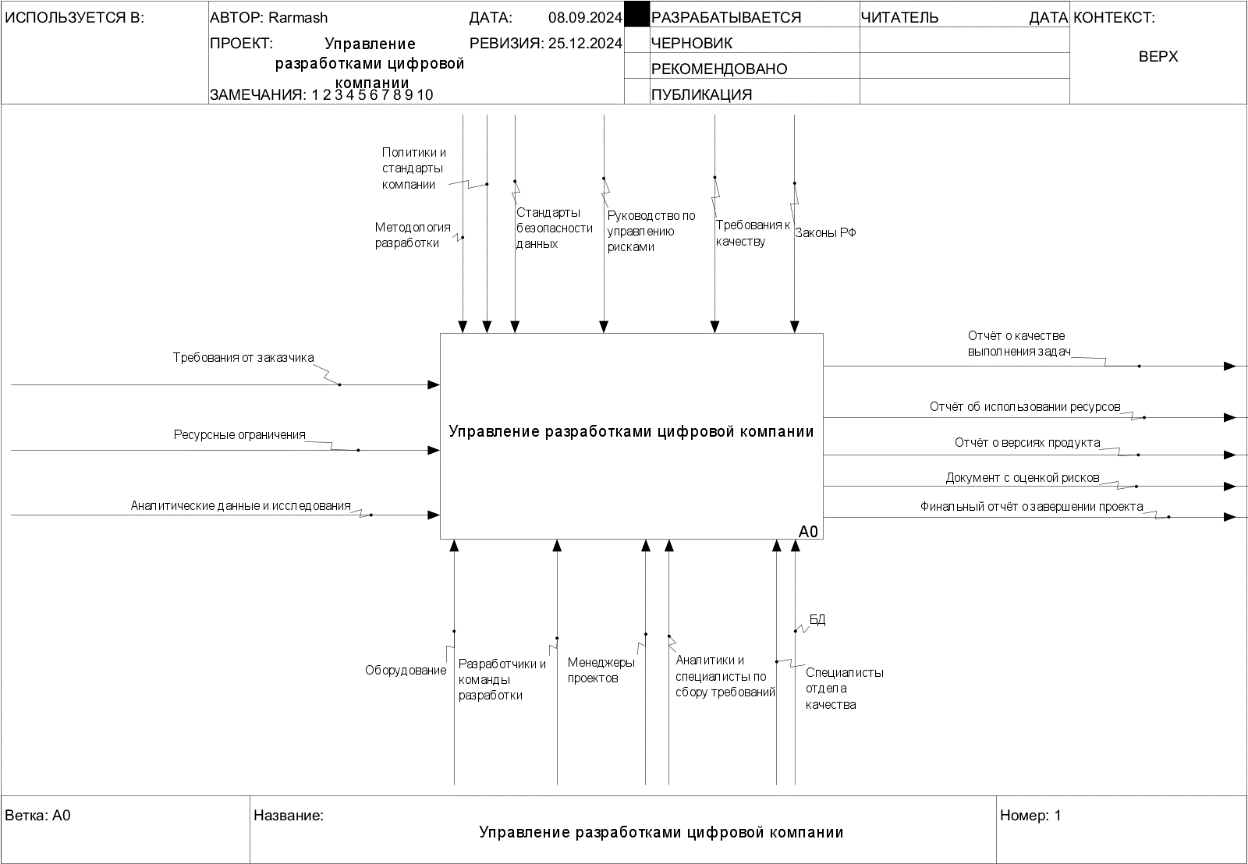 ИСПОЛЬЗУЕТСЯ В:
АВТОР: Rarmash
ДАТА: 08.09.2024
РАЗРАБАТЫВАЕТСЯ
ЧИТАТЕЛЬ
ДАТА
КОНТЕКСТ:
ПРОЕКТ:
Управление
разработками цифровой
компании
РЕВИЗИЯ: 25.12.2024
ЧЕРНОВИК
ВЕРХ
РЕКОМЕНДОВАНО
ЗАМЕЧАНИЯ: 1 2 3 4 5 6 7 8 9 10
ПУБЛИКАЦИЯ
Политики и
стандарты
компании
Методология
разработки
Стандарты
безопасности
данных
Руководство по
управлению
рисками
Требования к
качеству
Законы РФ
Требования от заказчика
Ресурсные ограничения
Аналитические данные и исследования
Управление разработками цифровой компании
A0
Отчёт о качестве
выполнения задач
Отчёт об использовании ресурсов
Отчёт о версиях продукта
Документ с оценкой рисков
Финальный отчёт о завершении проекта
Оборудование
Разработчики и
команды
разработки
Менеджеры
проектов
Аналитики и
специалисты по
сбору требований
БД
Специалисты
отдела
качества
Ветка: A0
Название:
Управление разработками цифровой компании
Номер: 1